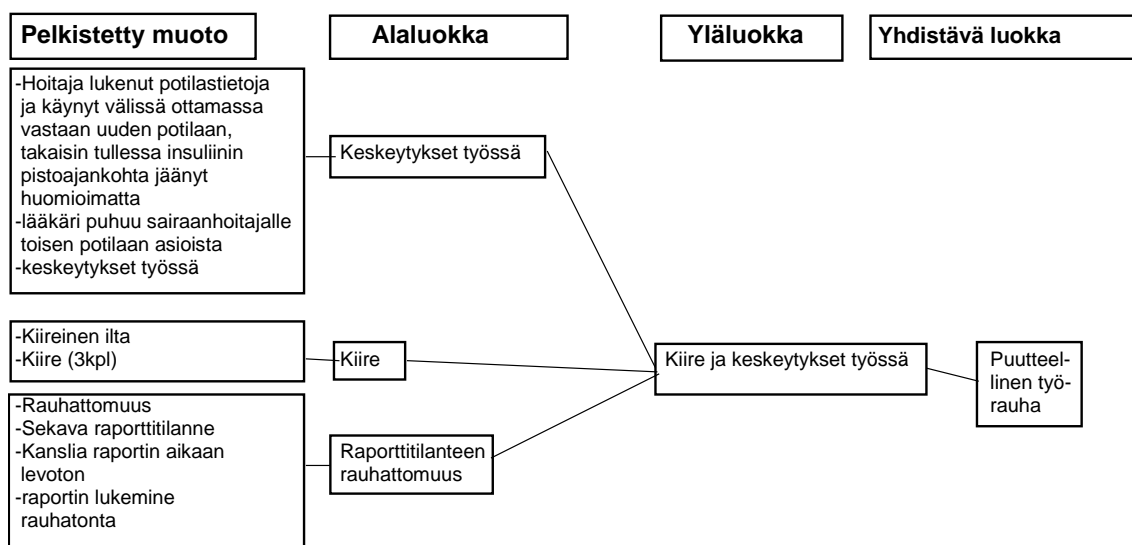 Pelkistetty muoto
Alaluokka
Yläluokka
Yhdistävä luokka
-Hoitaja lukenut potilastietoja
ja käynyt välissä ottamassa
vastaan uuden potilaan,
takaisin tullessa insuliinin
pistoajankohta jäänyt
huomioimatta
-lääkäri puhuu sairaanhoitajalle
toisen potilaan asioista
-keskeytykset työssä
Keskeytykset työssä
-Kiireinen ilta
-Kiire (3kpl)
Kiire
Kiire ja keskeytykset työssä
Puutteel-
linen työ-
rauha
-Rauhattomuus
-Sekava raporttitilanne
-Kanslia raportin aikaan
levoton
-raportin lukemine
rauhatonta
Raporttitilanteen
rauhattomuus